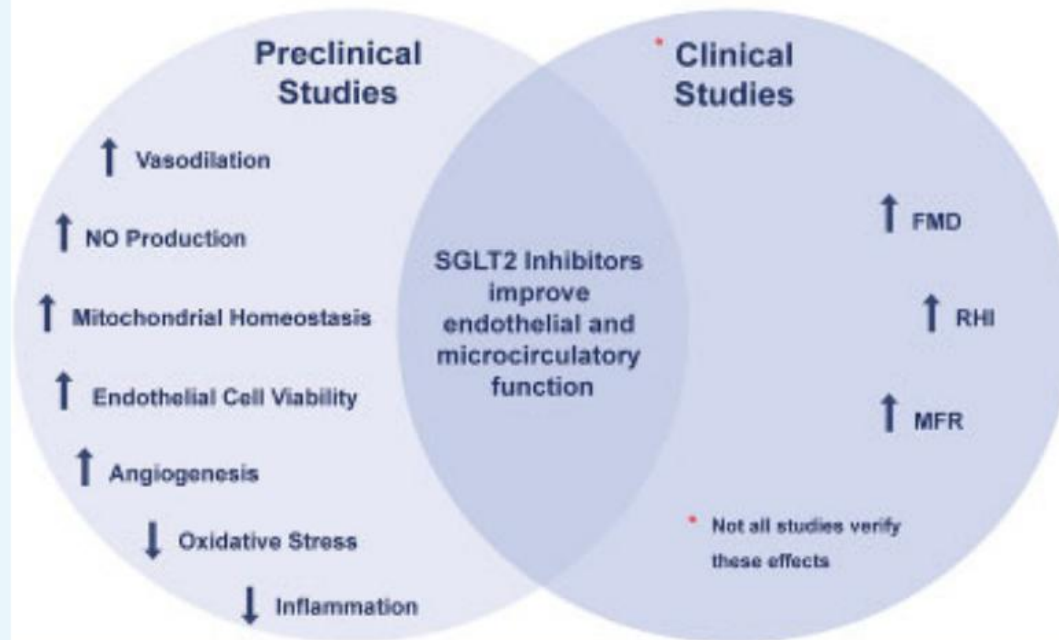 Preclinical
Studies
↑ Vasodilation
↑ NO Production
↑ Mitochondrial Homeostasis
↑ Endothelial Cell Viability
↑ Angiogenesis
↓ Oxidative Stress
↓ Inflammation
SGLT2 Inhibitors
improve
endothelial and
microcirculatory
function
* Clinical
Studies
↑ FMD
↑ RHI
↑ MFR
* Not all studies verify
these effects